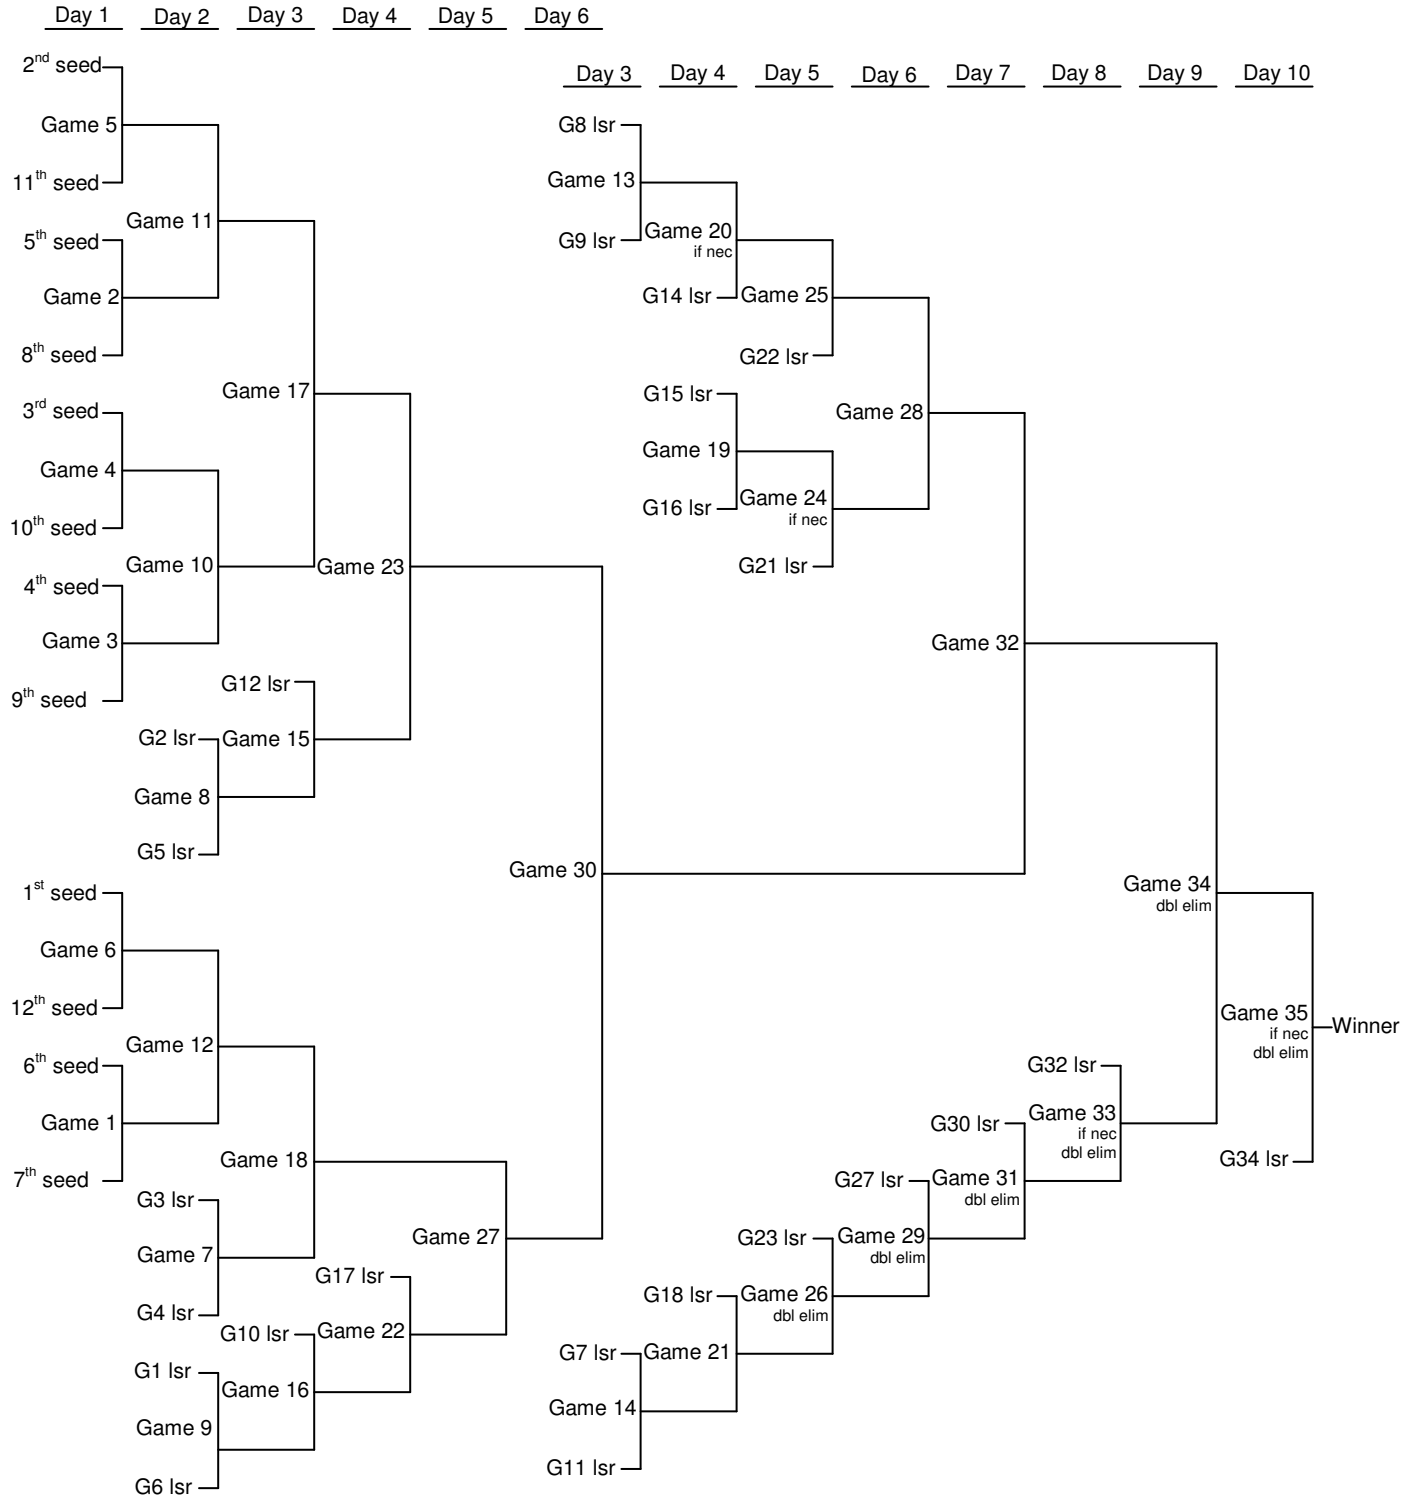 Day 1 Day 2 Day 3 Day 4 Day 5 Day 6
Day 3 Day 4 Day 5 Day 6 Day 7 Day 8 Day 9 Day 10
2nd seed
Game 5
11th seed
Game 11
5th seed
Game 2
8th seed
Game 17
3rd seed
Game 4
10th seed
Game 10
Game 23
4th seed
Game 3
9th seed
G12 lsr
G2 lsr
Game 15
Game 8
G5 lsr
Game 30
1st seed
Game 6
12th seed
Game 12
6th seed
Game 1
7th seed
Game 18
G3 lsr
Game 7
G4 lsr
Game 27
G17 lsr
G10 lsr
Game 22
G1 lsr
Game 16
Game 9
G6 lsr
G8 lsr
Game 13
G9 lsr
Game 20
if nec
G14 lsr
Game 25
G22 lsr
G15 lsr
Game 28
Game 19
G16 lsr
Game 24
if nec
G21 lsr
Game 32
Game 34
dbl elim
Game 35
if nec
dbl elim
Winner
G32 lsr
Game 33
if nec
dbl elim
G30 lsr
G34 lsr
G27 lsr
Game 31
dbl elim
G23 lsr
Game 29
dbl elim
G18 lsr
Game 26
dbl elim
G7 lsr
Game 21
Game 14
G11 lsr